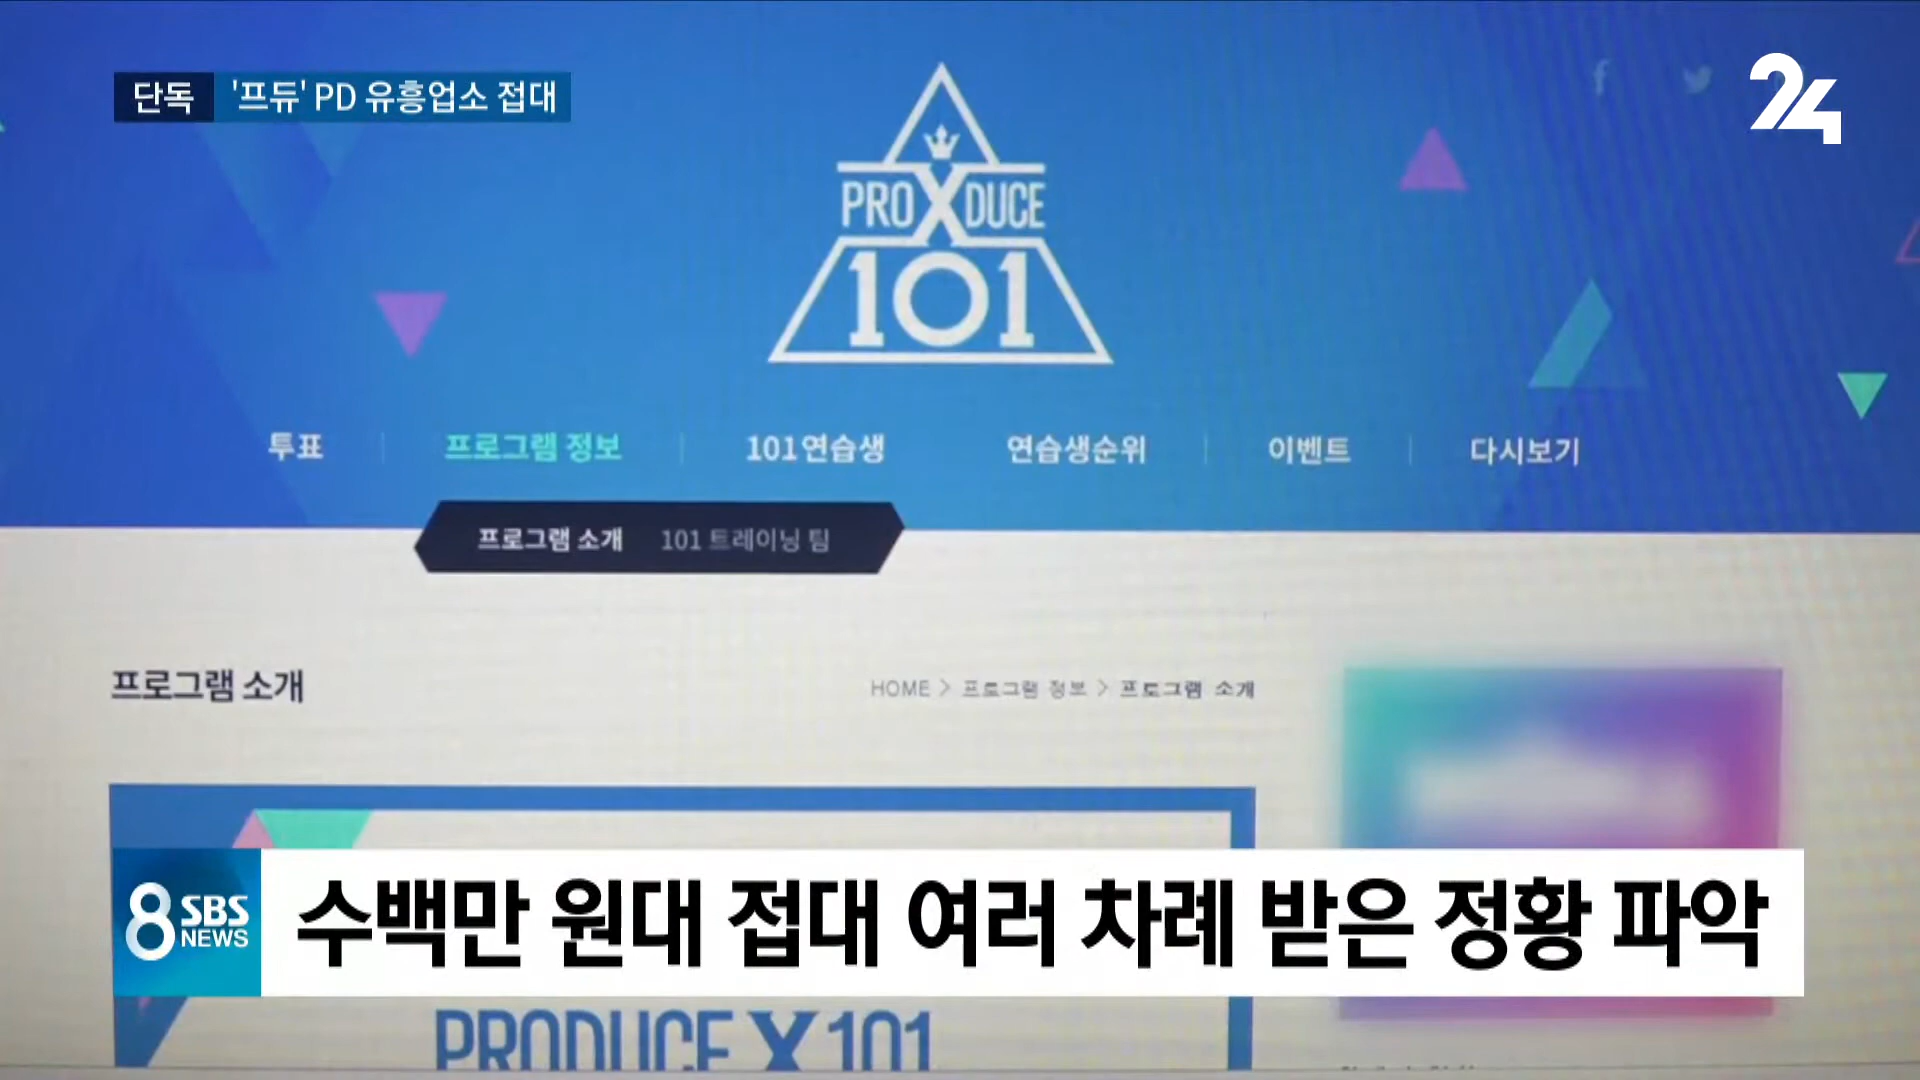 단독 '프듀' PD 유흥업소 접대
24
PRO X DUCE
101
투표 프로그램 정보 101연습생 연습생순위 이벤트 다시보기
프로그램 소개 101 트레이닝 팀
프로그램 소개
HOME > 프로그램 정보 > 프로그램 소개
8 SBS NEWS
수백만 원대 접대 여러 차례 받은 정황 파악
PRODUCE X 101